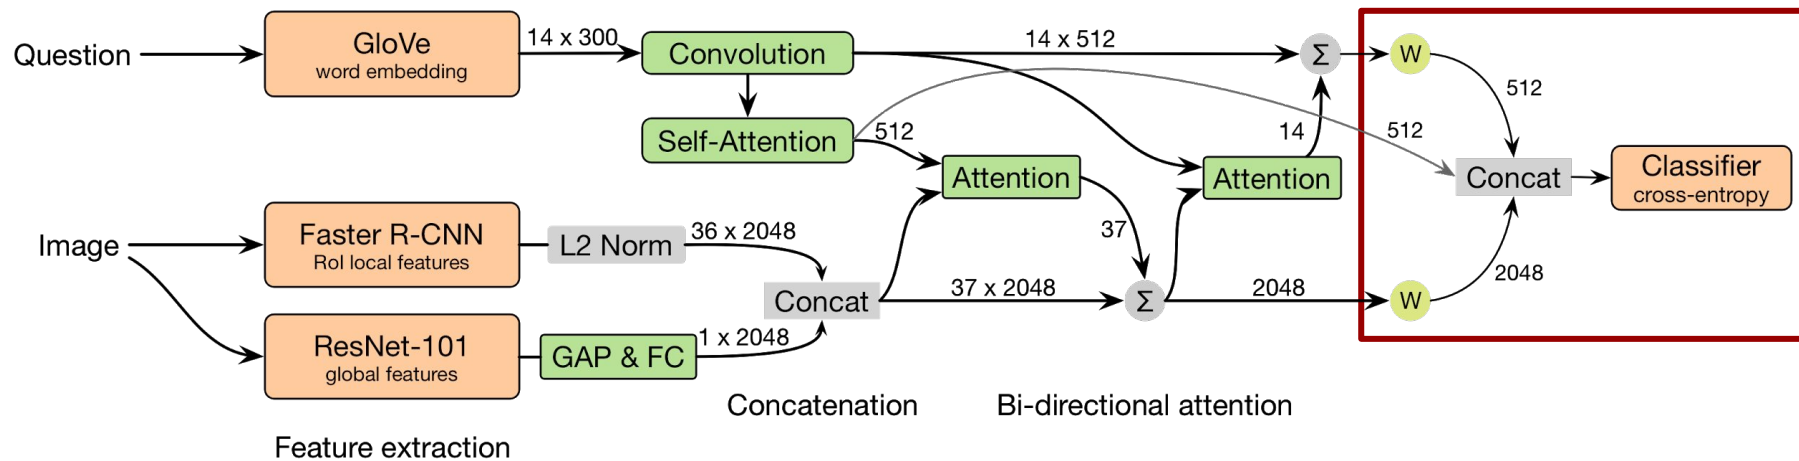 Question
GloVe
word embedding
14 x 300
Convolution
14 x 512
Σ
W
512
Self-Attention
512
Attention
14
Attention
512
Concat
Classifier
cross-entropy
Image
Faster R-CNN
RoI local features
L2 Norm
36 x 2048
37
Concat
37 x 2048
Σ
2048
W
2048
ResNet-101
global features
GAP & FC
1 x 2048
Concatenation
Bi-directional attention
Feature extraction